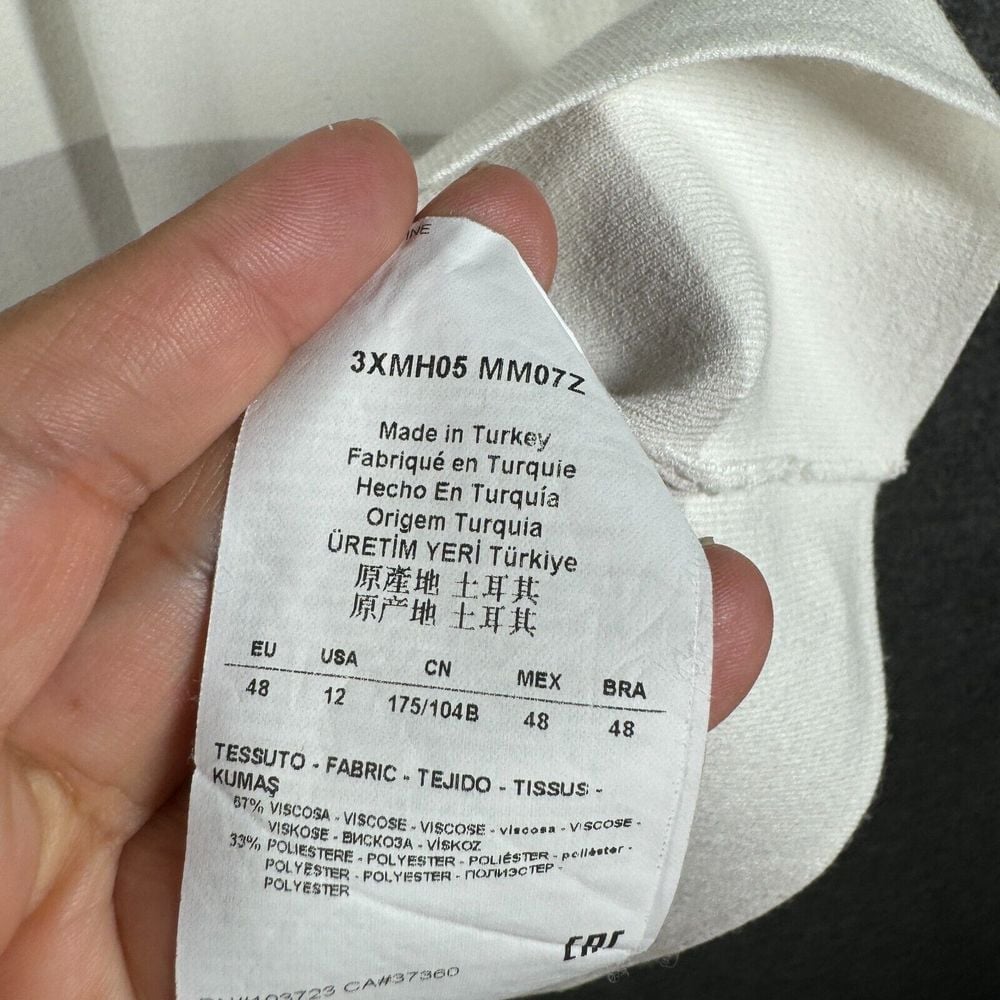 INE
3XMH05 MM07Z
Made in Turkey
Fabriqué en Turquie
Hecho En Turquía
Origem Turquia
ÜRETİM YERİ Türkiye
原產地 土耳其
原产地 土耳其
EU USA CN MEX BRA
48 12 175/104B 48 48
TESSUTO - FABRIC - TEJIDO - TISSUS -
KUMAŞ
67% VISCOSA - VISCOSE - VISCOSE - viscosa - VISCOSE -
VISKOSE - ВИСКОЗА - VİSKOZ
33% POLIESTERE - POLYESTER - POLIÉSTER - poliéster -
POLYESTER - POLYESTER - ПОЛИЭСТЕР -
POLYESTER
CA#37360